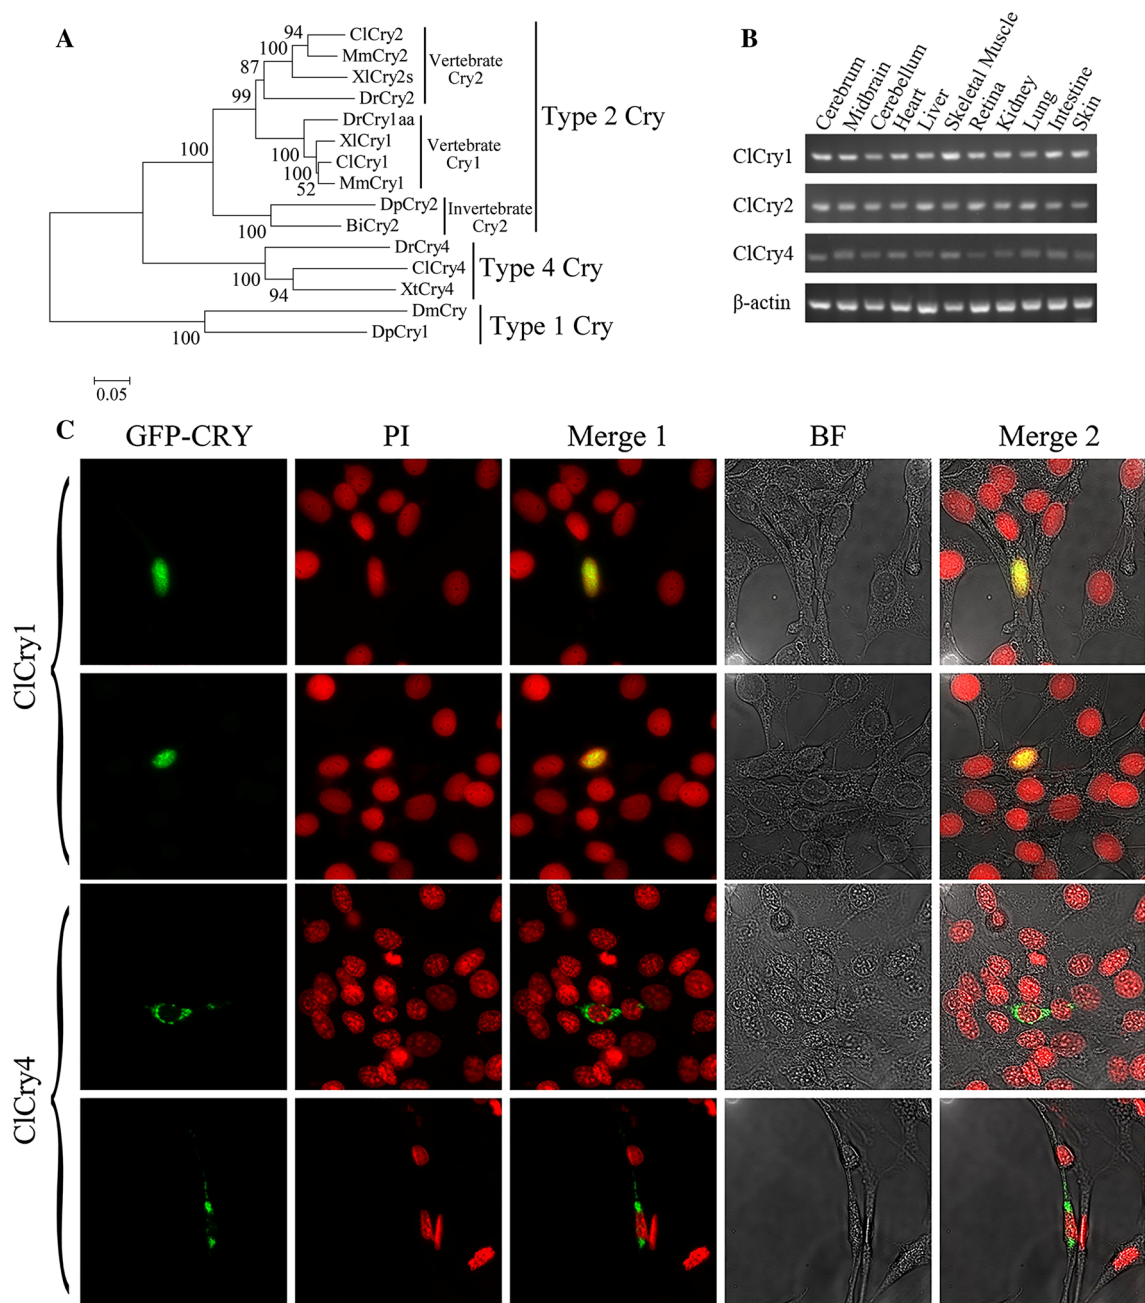 A
94
ClCry2
100
MmCry2
87
XlCry2s
99
DrCry2
Vertebrate
Cry2
DrCry1aa
XlCry1
100
ClCry1
100
MmCry1
52
Vertebrate
Cry1
100
DpCry2
BiCry2
100
Invertebrate
Cry2
Type 2 Cry
DrCry4
100
ClCry4
94
XtCry4
Type 4 Cry
DmCry
100
DpCry1
Type 1 Cry
0.05
B
Cerebrum
Midbrain
Cerebellum
Heart
Liver
Skeletal Muscle
Retina
Kidney
Lung
Intestine
Skin
ClCry1
ClCry2
ClCry4
β-actin
C
GFP-CRY PI Merge 1 BF Merge 2
ClCry1
ClCry4